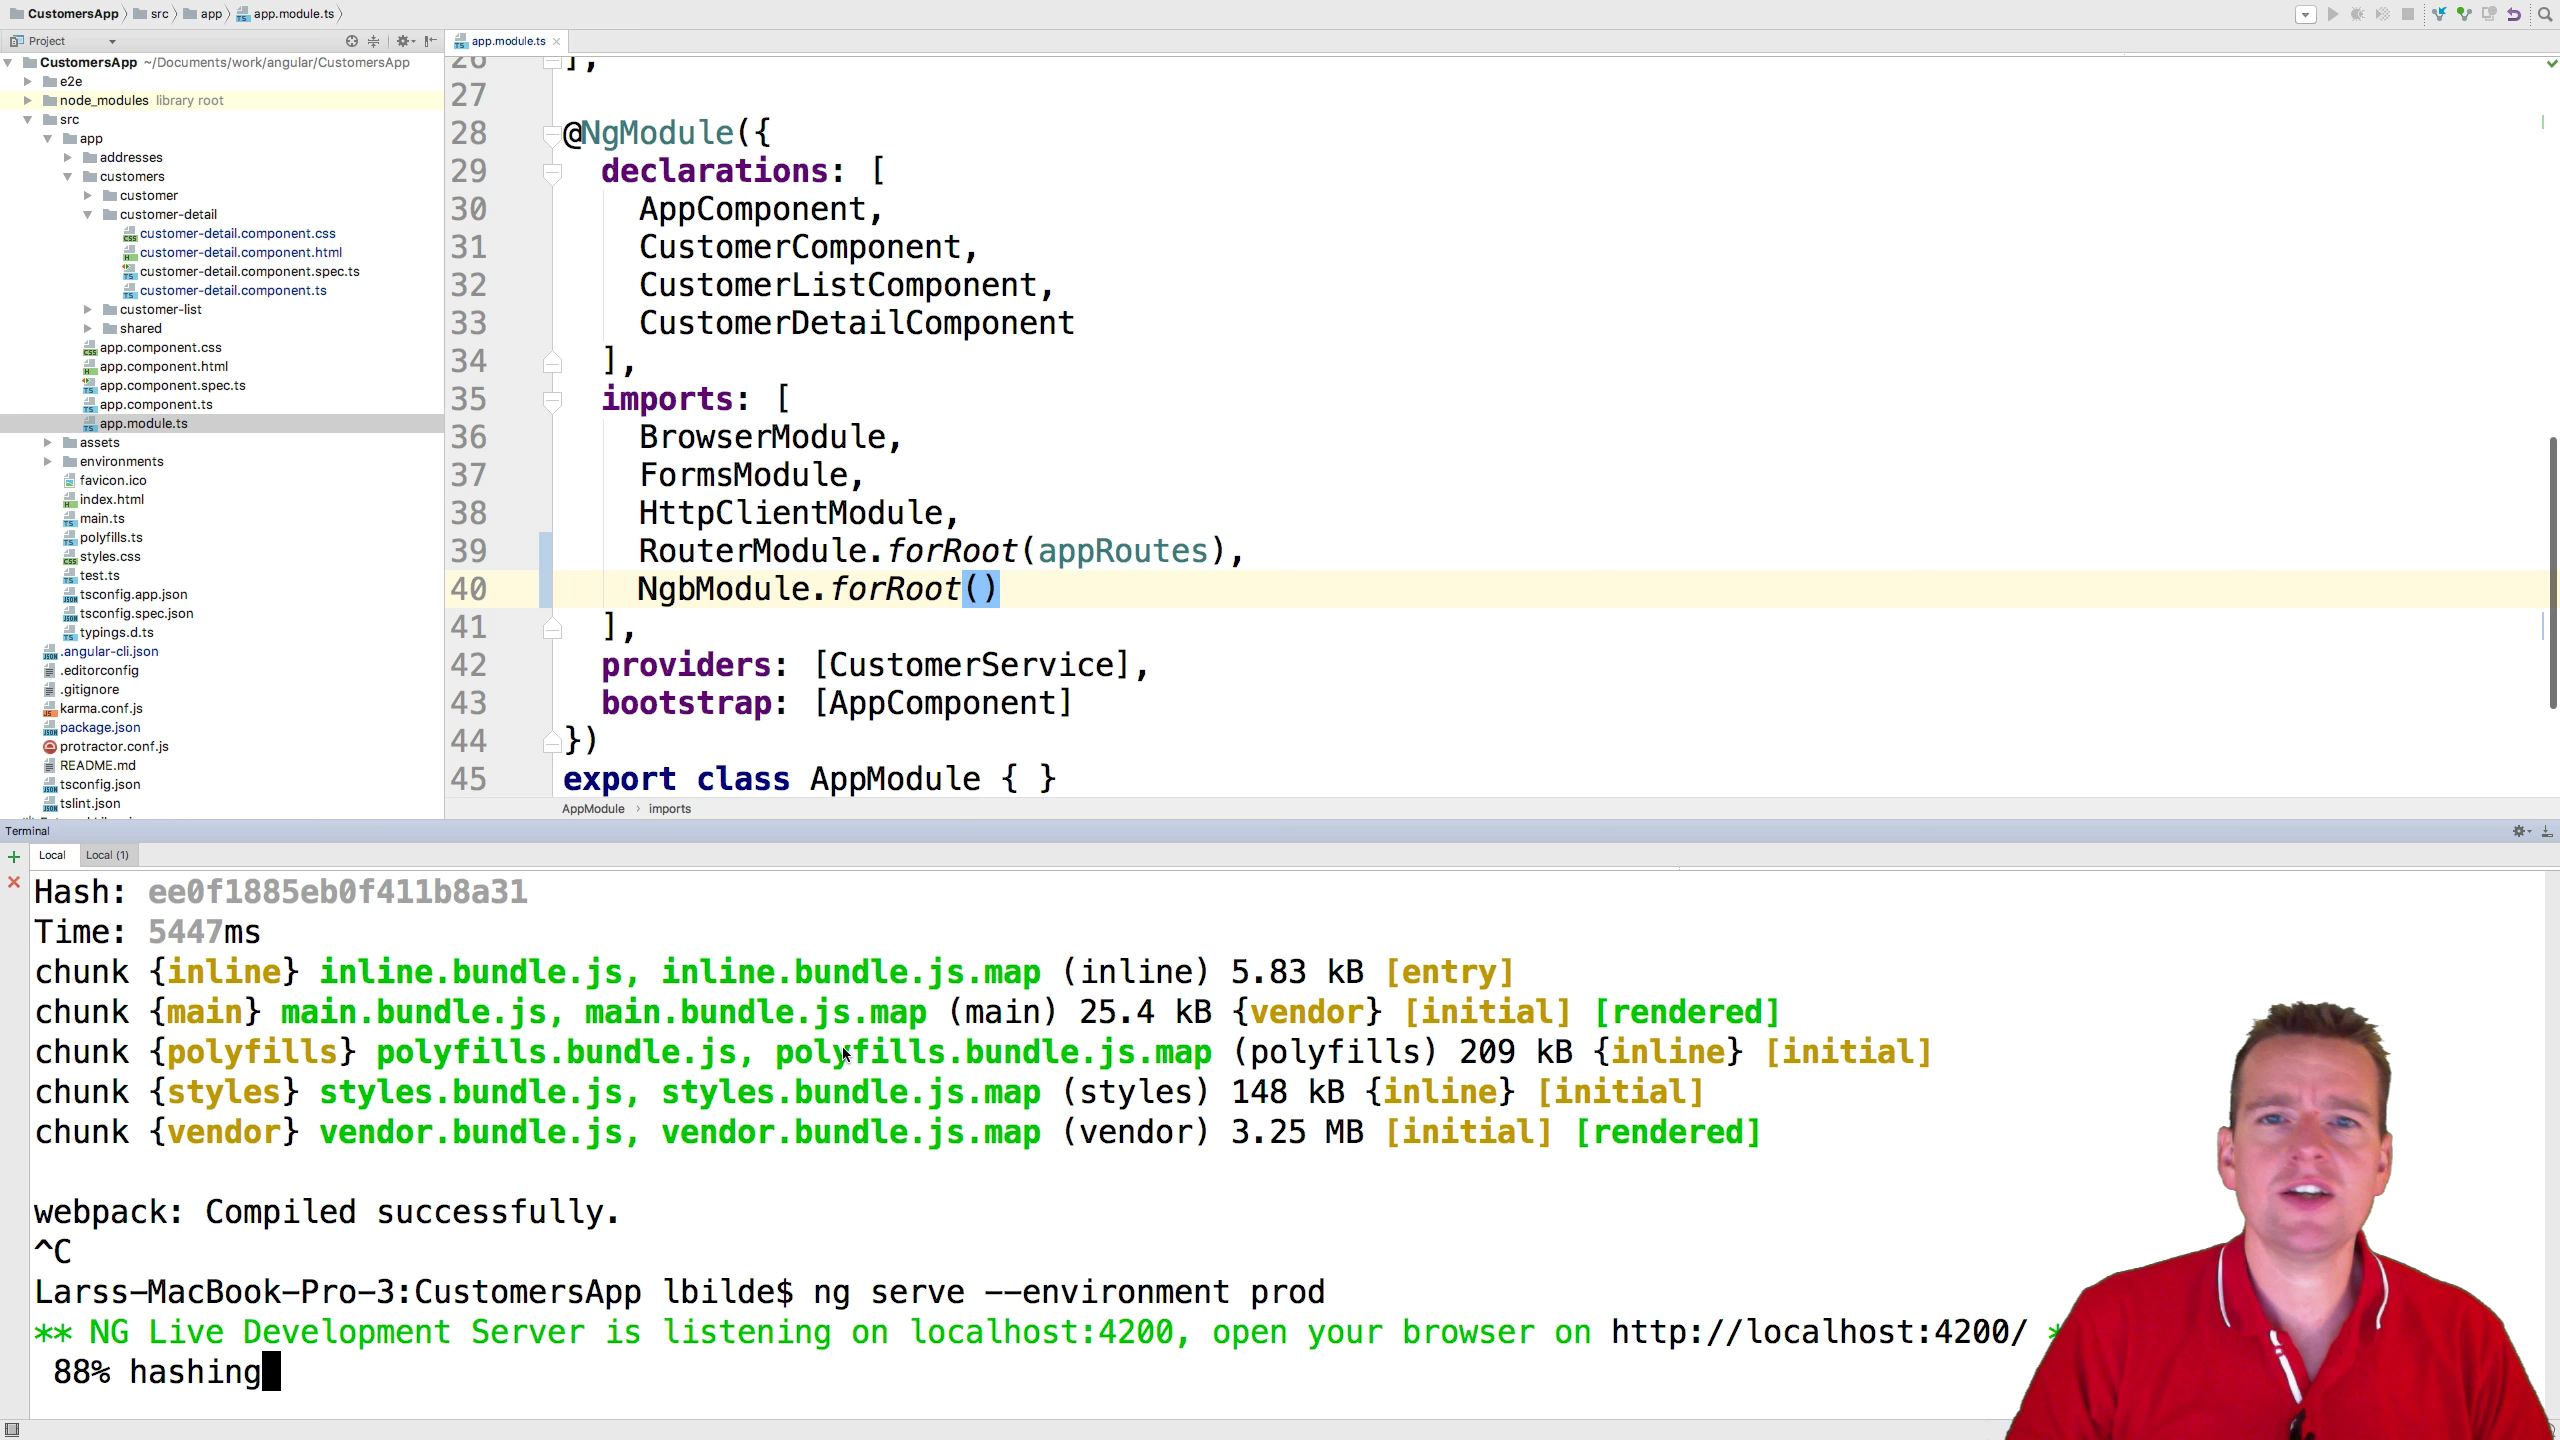 CustomersApp src app app.module.ts
Project
app.module.ts
CustomersApp ~/Documents/work/angular/CustomersApp
e2e
node_modules library root
src
app
addresses
customers
customer
customer-detail
customer-detail.component.css
customer-detail.component.html
customer-detail.component.spec.ts
customer-detail.component.ts
customer-list
shared
app.component.css
app.component.html
app.component.spec.ts
app.component.ts
app.module.ts
assets
environments
favicon.ico
index.html
main.ts
polyfills.ts
styles.css
test.ts
tsconfig.app.json
tsconfig.spec.json
typings.d.ts
.angular-cli.json
.editorconfig
.gitignore
karma.conf.js
package.json
protractor.conf.js
README.md
tsconfig.json
tslint.json
26 ];
27
28 @NgModule({
29 declarations: [
30 AppComponent,
31 CustomerComponent,
32 CustomerListComponent,
33 CustomerDetailComponent
34 ],
35 imports: [
36 BrowserModule,
37 FormsModule,
38 HttpClientModule,
39 RouterModule.forRoot(appRoutes),
40 NgbModule.forRoot()
41 ],
42 providers: [CustomerService],
43 bootstrap: [AppComponent]
44 })
45 export class AppModule { }
AppModule › imports
Terminal
Local Local (1)
Hash: ee0f1885eb0f411b8a31
Time: 5447ms
chunk {inline} inline.bundle.js, inline.bundle.js.map (inline) 5.83 kB [entry]
chunk {main} main.bundle.js, main.bundle.js.map (main) 25.4 kB {vendor} [initial] [rendered]
chunk {polyfills} polyfills.bundle.js, polyfills.bundle.js.map (polyfills) 209 kB {inline} [initial]
chunk {styles} styles.bundle.js, styles.bundle.js.map (styles) 148 kB {inline} [initial]
chunk {vendor} vendor.bundle.js, vendor.bundle.js.map (vendor) 3.25 MB [initial] [rendered]
webpack: Compiled successfully.
^C
Larss-MacBook-Pro-3:CustomersApp lbilde$ ng serve --environment prod
** NG Live Development Server is listening on localhost:4200, open your browser on http://localhost:4200/ *
88% hashing